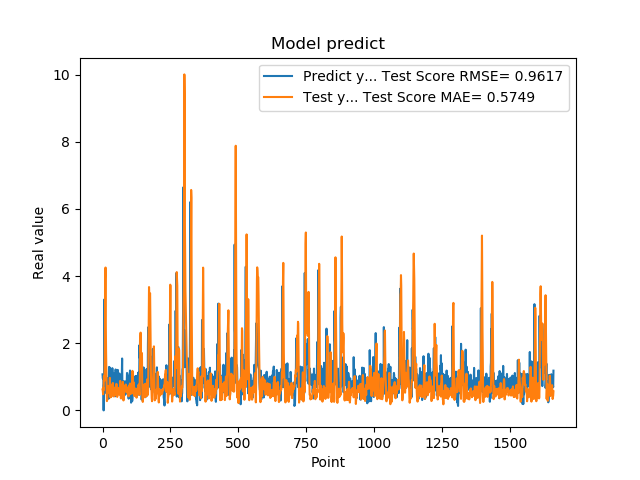 Model predict
Predict y... Test Score RMSE= 0.9617
Test y... Test Score MAE= 0.5749
Real value
10
8
6
4
2
0
0 250 500 750 1000 1250 1500
Point